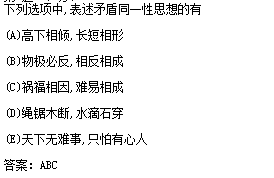 下列选项中,表述矛盾同一性思想的有
(A)高下相倾,长短相形
(B)物极必反,相反相成
(C)祸福相因,难易相成
(D)绳锯木断,水滴石穿
(E)天下无难事,只怕有心人
答案: ABC